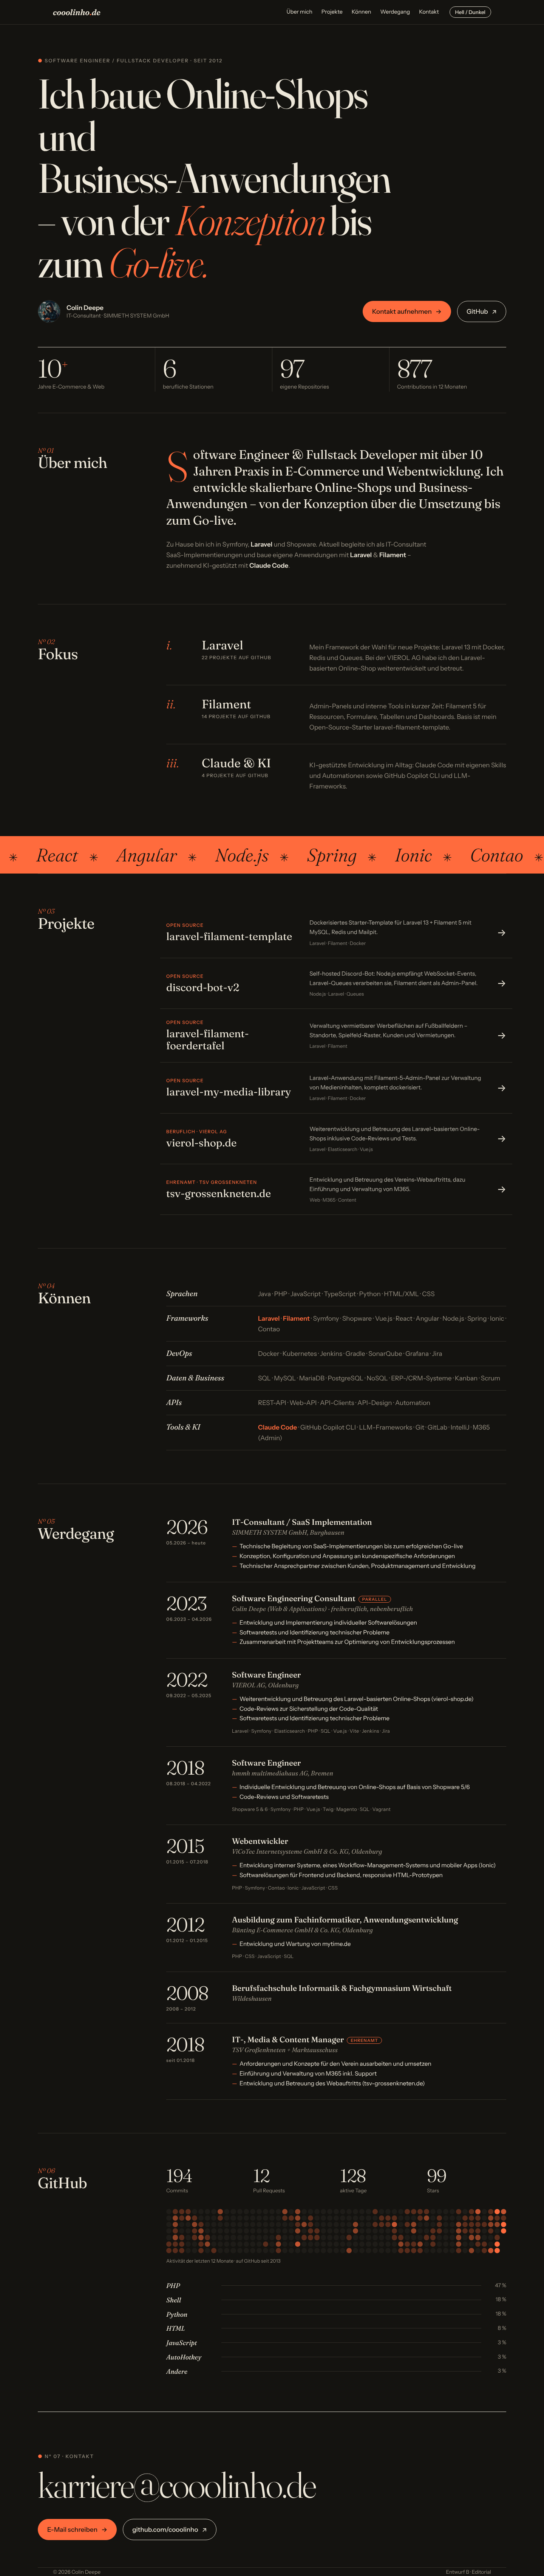 cooolinho.de
Über mich
Projekte
Können
Werdegang
Kontakt
Hell / Dunkel
SOFTWARE ENGINEER / FULLSTACK DEVELOPER · SEIT 2012
Ich baue Online-Shops
und
Business-Anwendungen
– von der Konzeption bis
zum Go-live.
Colin Deepe
IT-Consultant · SIMMETH SYSTEM GmbH
Kontakt aufnehmen →
GitHub ↗
10+
Jahre E-Commerce & Web
6
berufliche Stationen
97
eigene Repositories
877
Contributions in 12 Monaten
Nº 01
Über mich
Software Engineer & Fullstack Developer mit über 10
Jahren Praxis in E-Commerce und Webentwicklung. Ich
entwickle skalierbare Online-Shops und Business-
Anwendungen – von der Konzeption über die Umsetzung bis
zum Go-live.
Zu Hause bin ich in Symfony, Laravel und Shopware. Aktuell begleite ich als IT-Consultant
SaaS-Implementierungen und baue eigene Anwendungen mit Laravel & Filament –
zunehmend KI-gestützt mit Claude Code.
Nº 02
Fokus
i.
Laravel
22 PROJEKTE AUF GITHUB
Mein Framework der Wahl für neue Projekte: Laravel 13 mit Docker,
Redis und Queues. Bei der VIEROL AG habe ich den Laravel-
basierten Online-Shop weiterentwickelt und betreut.
ii.
Filament
14 PROJEKTE AUF GITHUB
Admin-Panels und interne Tools in kurzer Zeit: Filament 5 für
Ressourcen, Formulare, Tabellen und Dashboards. Basis ist mein
Open-Source-Starter laravel-filament-template.
iii.
Claude & KI
4 PROJEKTE AUF GITHUB
KI-gestützte Entwicklung im Alltag: Claude Code mit eigenen Skills
und Automationen sowie GitHub Copilot CLI und LLM-
Frameworks.
React
Angular
Node.js
Spring
Ionic
Contao
Nº 03
Projekte
OPEN SOURCE
laravel-filament-template
Dockerisiertes Starter-Template für Laravel 13 + Filament 5 mit
MySQL, Redis und Mailpit.
Laravel · Filament · Docker
→
OPEN SOURCE
discord-bot-v2
Self-hosted Discord-Bot: Node.js empfängt WebSocket-Events,
Laravel-Queues verarbeiten sie, Filament dient als Admin-Panel.
Node.js · Laravel · Queues
→
OPEN SOURCE
laravel-filament-
foerdertafel
Verwaltung vermietbarer Werbeflächen auf Fußballfeldern –
Standorte, Spielfeld-Raster, Kunden und Vermietungen.
Laravel · Filament
→
OPEN SOURCE
laravel-my-media-library
Laravel-Anwendung mit Filament-5-Admin-Panel zur Verwaltung
von Medieninhalten, komplett dockerisiert.
Laravel · Filament · Docker
→
BERUFLICH · VIEROL AG
vierol-shop.de
Weiterentwicklung und Betreuung des Laravel-basierten Online-
Shops inklusive Code-Reviews und Tests.
Laravel · Elasticsearch · Vue.js
→
EHRENAMT · TSV GROSSENKNETEN
tsv-grossenkneten.de
Entwicklung und Betreuung des Vereins-Webauftritts, dazu
Einführung und Verwaltung von M365.
Web · M365 · Content
→
Nº 04
Können
Sprachen
Java · PHP · JavaScript · TypeScript · Python · HTML/XML · CSS
Frameworks
Laravel · Filament · Symfony · Shopware · Vue.js · React · Angular · Node.js · Spring · Ionic ·
Contao
DevOps
Docker · Kubernetes · Jenkins · Gradle · SonarQube · Grafana · Jira
Daten & Business
SQL · MySQL · MariaDB · PostgreSQL · NoSQL · ERP-/CRM-Systeme · Kanban · Scrum
APIs
REST-API · Web-API · API-Clients · API-Design · Automation
Tools & KI
Claude Code · GitHub Copilot CLI · LLM-Frameworks · Git · GitLab · IntelliJ · M365
(Admin)
Nº 05
Werdegang
2026
05.2026 – heute
IT-Consultant / SaaS Implementation
SIMMETH SYSTEM GmbH, Burghausen
— Technische Begleitung von SaaS-Implementierungen bis zum erfolgreichen Go-live
— Konzeption, Konfiguration und Anpassung an kundenspezifische Anforderungen
— Technischer Ansprechpartner zwischen Kunden, Produktmanagement und Entwicklung
2023
06.2023 – 04.2026
Software Engineering Consultant PARALLEL
Colin Deepe (Web & Applications) · freiberuflich, nebenberuflich
— Entwicklung und Implementierung individueller Softwarelösungen
— Softwaretests und Identifizierung technischer Probleme
— Zusammenarbeit mit Projektteams zur Optimierung von Entwicklungsprozessen
2022
09.2022 – 05.2025
Software Engineer
VIEROL AG, Oldenburg
— Weiterentwicklung und Betreuung des Laravel-basierten Online-Shops (vierol-shop.de)
— Code-Reviews zur Sicherstellung der Code-Qualität
— Softwaretests und Identifizierung technischer Probleme
Laravel · Symfony · Elasticsearch · PHP · SQL · Vue.js · Vite · Jenkins · Jira
2018
08.2018 – 04.2022
Software Engineer
hmmh multimediahaus AG, Bremen
— Individuelle Entwicklung und Betreuung von Online-Shops auf Basis von Shopware 5/6
— Code-Reviews und Softwaretests
Shopware 5 & 6 · Symfony · PHP · Vue.js · Twig · Magento · SQL · Vagrant
2015
01.2015 – 07.2018
Webentwickler
ViCoTec Internetsysteme GmbH & Co. KG, Oldenburg
— Entwicklung interner Systeme, eines Workflow-Management-Systems und mobiler Apps (Ionic)
— Softwarelösungen für Frontend und Backend, responsive HTML-Prototypen
PHP · Symfony · Contao · Ionic · JavaScript · CSS
2012
01.2012 – 01.2015
Ausbildung zum Fachinformatiker, Anwendungsentwicklung
Bünting E-Commerce GmbH & Co. KG, Oldenburg
— Entwicklung und Wartung von mytime.de
PHP · CSS · JavaScript · SQL
2008
2008 – 2012
Berufsfachschule Informatik & Fachgymnasium Wirtschaft
Wildeshausen
2018
seit 01.2018
IT-, Media & Content Manager EHRENAMT
TSV Großenkneten + Marktausschuss
— Anforderungen und Konzepte für den Verein ausarbeiten und umsetzen
— Einführung und Verwaltung von M365 inkl. Support
— Entwicklung und Betreuung des Webauftritts (tsv-grossenkneten.de)
Nº 06
GitHub
194
Commits
12
Pull Requests
128
aktive Tage
99
Stars
Aktivität der letzten 12 Monate · auf GitHub seit 2013
PHP 47 %
Shell 18 %
Python 18 %
HTML 8 %
JavaScript 3 %
AutoHotkey 3 %
Andere 3 %
Nº 07 · KONTAKT
karriere@cooolinho.de
E-Mail schreiben →
github.com/cooolinho ↗
© 2026 Colin Deepe
Entwurf B · Editorial